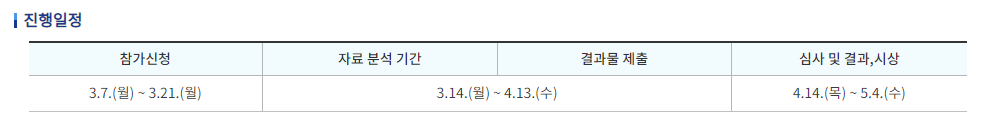 진행일정
참가신청 자료 분석 기간 결과물 제출 심사 및 결과,시상
3.7.(월) ~ 3.21.(월) 3.14.(월) ~ 4.13.(수) 4.14.(목) ~ 5.4.(수)